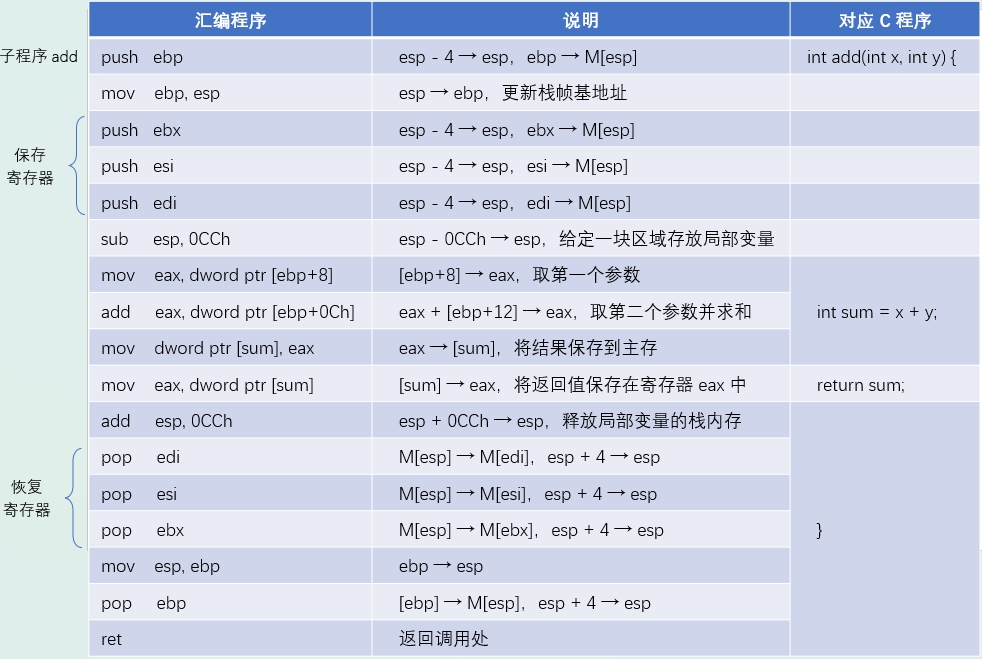 汇编程序 说明 对应 C 程序
子程序 add push ebp esp - 4 → esp，ebp → M[esp] int add(int x, int y) {
mov ebp, esp esp → ebp，更新栈帧基地址
push ebx esp - 4 → esp，ebx → M[esp]
保存
寄存器
push esi esp - 4 → esp，esi → M[esp]
push edi esp - 4 → esp，edi → M[esp]
sub esp, 0CCh esp - 0CCh → esp，给定一块区域存放局部变量
mov eax, dword ptr [ebp+8] [ebp+8] → eax，取第一个参数
add eax, dword ptr [ebp+0Ch] eax + [ebp+12] → eax，取第二个参数并求和 int sum = x + y;
mov dword ptr [sum], eax eax → [sum]，将结果保存到主存
mov eax, dword ptr [sum] [sum] → eax，将返回值保存在寄存器 eax 中 return sum;
add esp, 0CCh esp + 0CCh → esp，释放局部变量的栈内存
pop edi M[esp] → M[edi]，esp + 4 → esp
恢复
寄存器
pop esi M[esp] → M[esi]，esp + 4 → esp
pop ebx M[esp] → M[ebx]，esp + 4 → esp }
mov esp, ebp ebp → esp
pop ebp [ebp] → M[esp]，esp + 4 → esp
ret 返回调用处